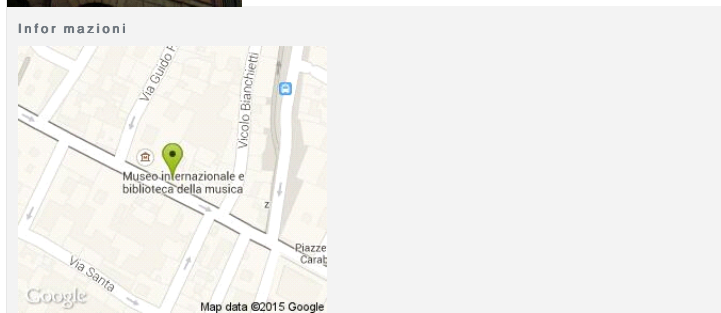 Infor mazioni
Via Guido R
Vicolo Bianchietti
Museo internazionale e
biblioteca della musica
z
Piazze
Carab
Via Santa
Google
Map data ©2015 Google